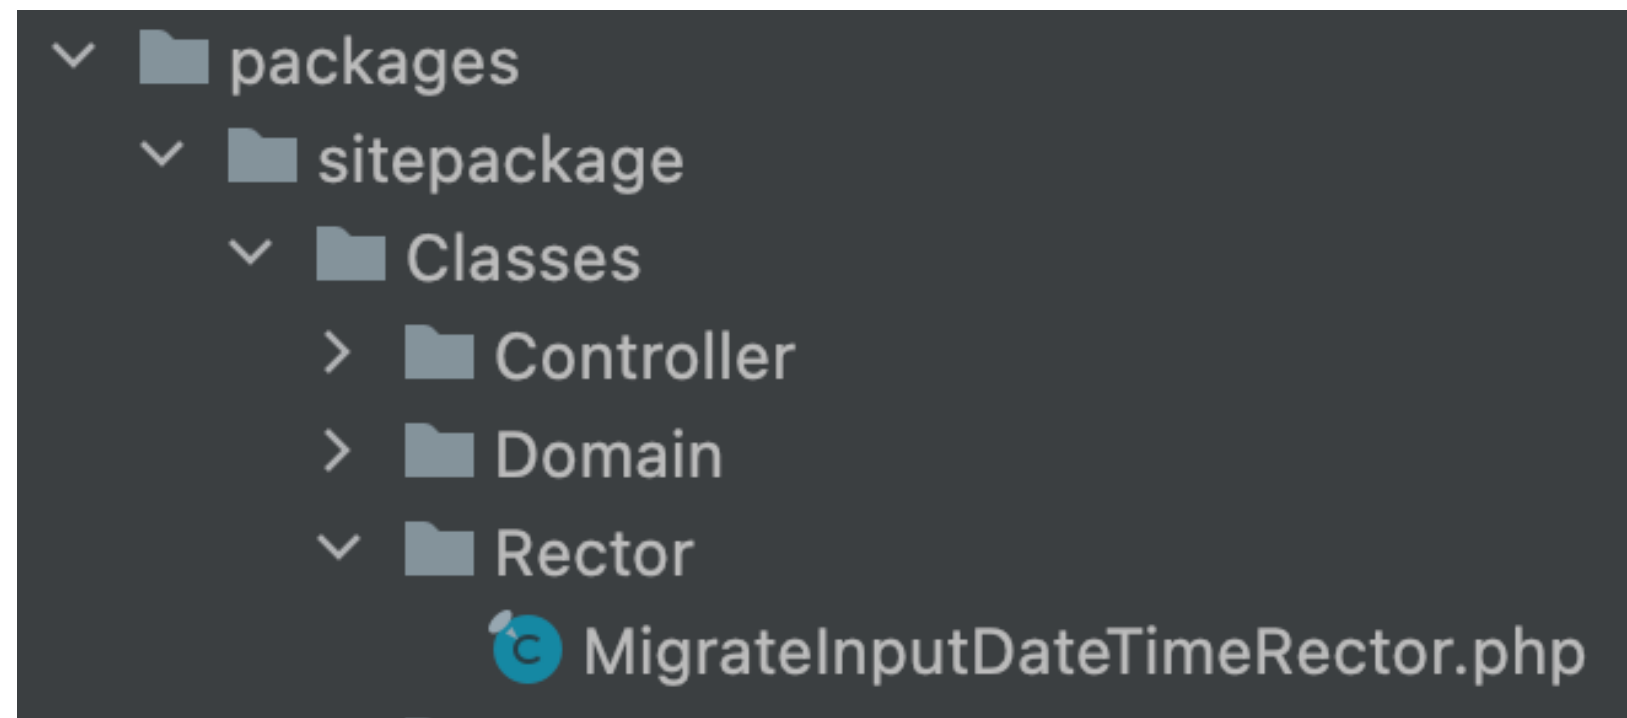 packages
sitepackage
Classes
Controller
Domain
Rector
C MigrateInputDateTimeRector.php